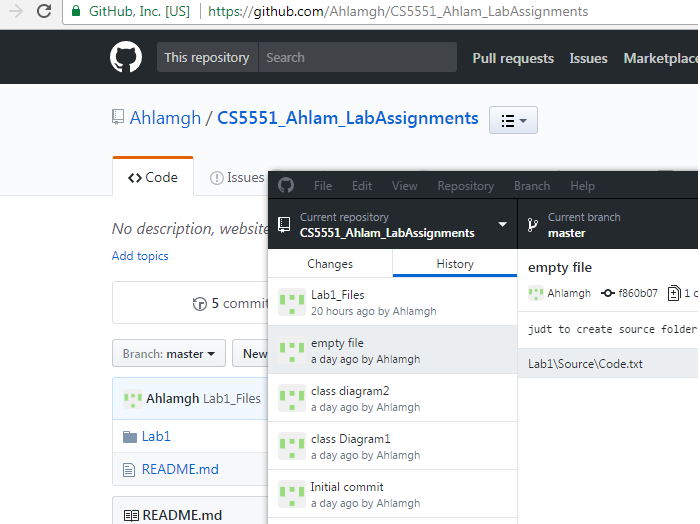 GitHub, Inc. [US] https://github.com/Ahlamgh/CS5551_Ahlam_LabAssignments
This repository Search Pull requests Issues Marketplace
Ahlamgh / CS5551_Ahlam_LabAssignments
Code Issues
No description, website
Add topics
5 commit
Branch: master New
Ahlamgh Lab1_Files
Lab1
README.md
README.md
File Edit View Repository Branch Help
Current repository
CS5551_Ahlam_LabAssignments
Current branch
master
Changes History
Lab1_Files
20 hours ago by Ahlamgh
empty file
a day ago by Ahlamgh
class diagram2
a day ago by Ahlamgh
class Diagram1
a day ago by Ahlamgh
Initial commit
a day ago by Ahlamgh
empty file
Ahlamgh f860b07 1 c
judt to create source folder
Lab1\Source\Code.txt